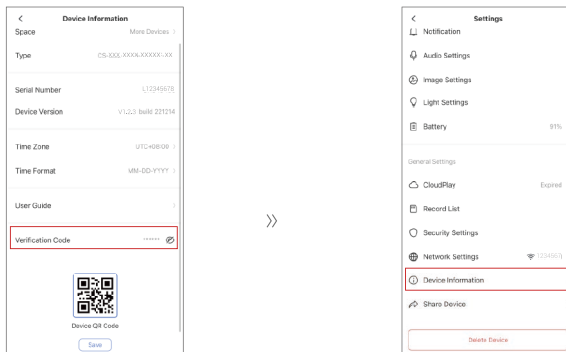 Device Information
Space More Devices
Type CS-XXX-XXXX-XXXXX-XX
Serial Number L12345678
Device Version V1.2.3 build 221214
Time Zone UTC+08:00
Time Format MM-DD-YYYY
User Guide
Verification Code ******
Device QR Code
Save
»
Settings
Notification
Audio Settings
Image Settings
Light Settings
Battery 91%
General Settings
CloudPlay Expired
Record List
Security Settings
Network Settings
Device Information
Share Device
Delete Device